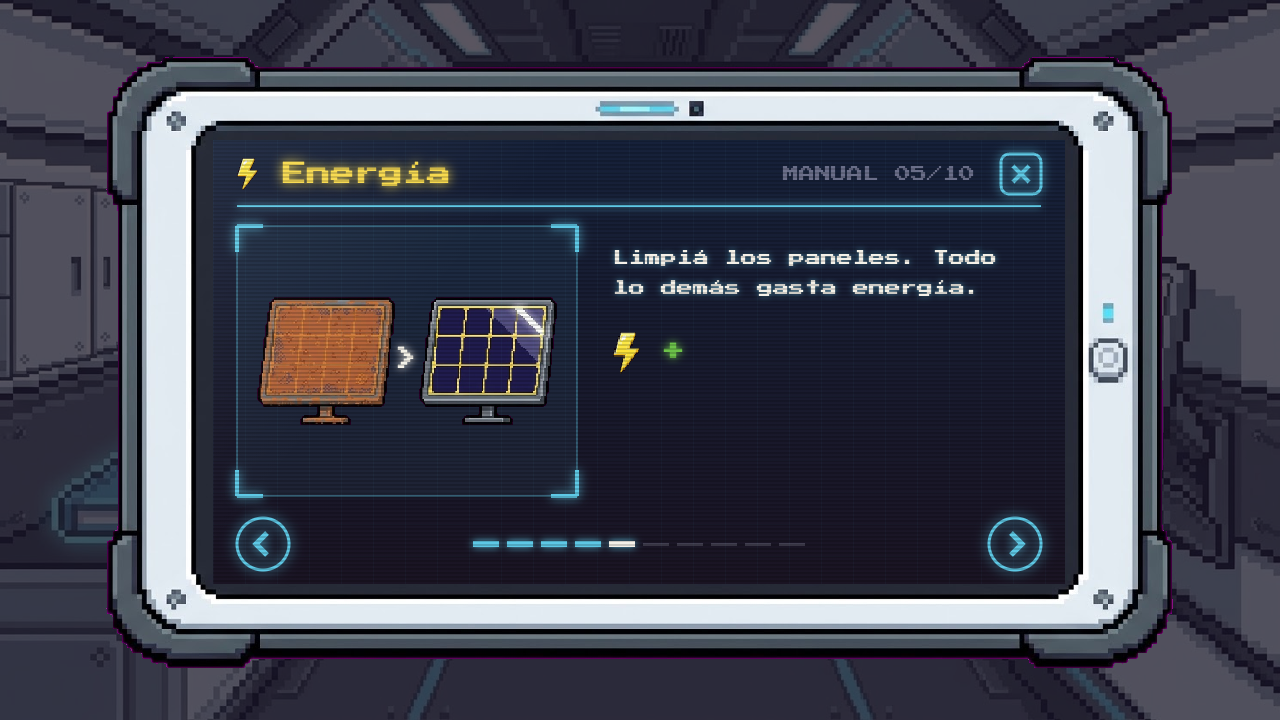 Energía
MANUAL 05/10
Limpiá los paneles. Todo
lo demás gasta energía.